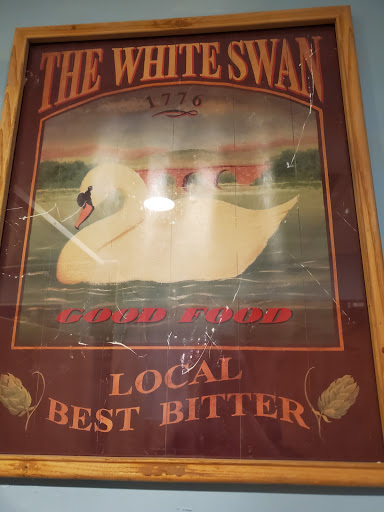 THE WHITE SWAN
1776
GOOD FOOD
LOCAL
BEST BITTER